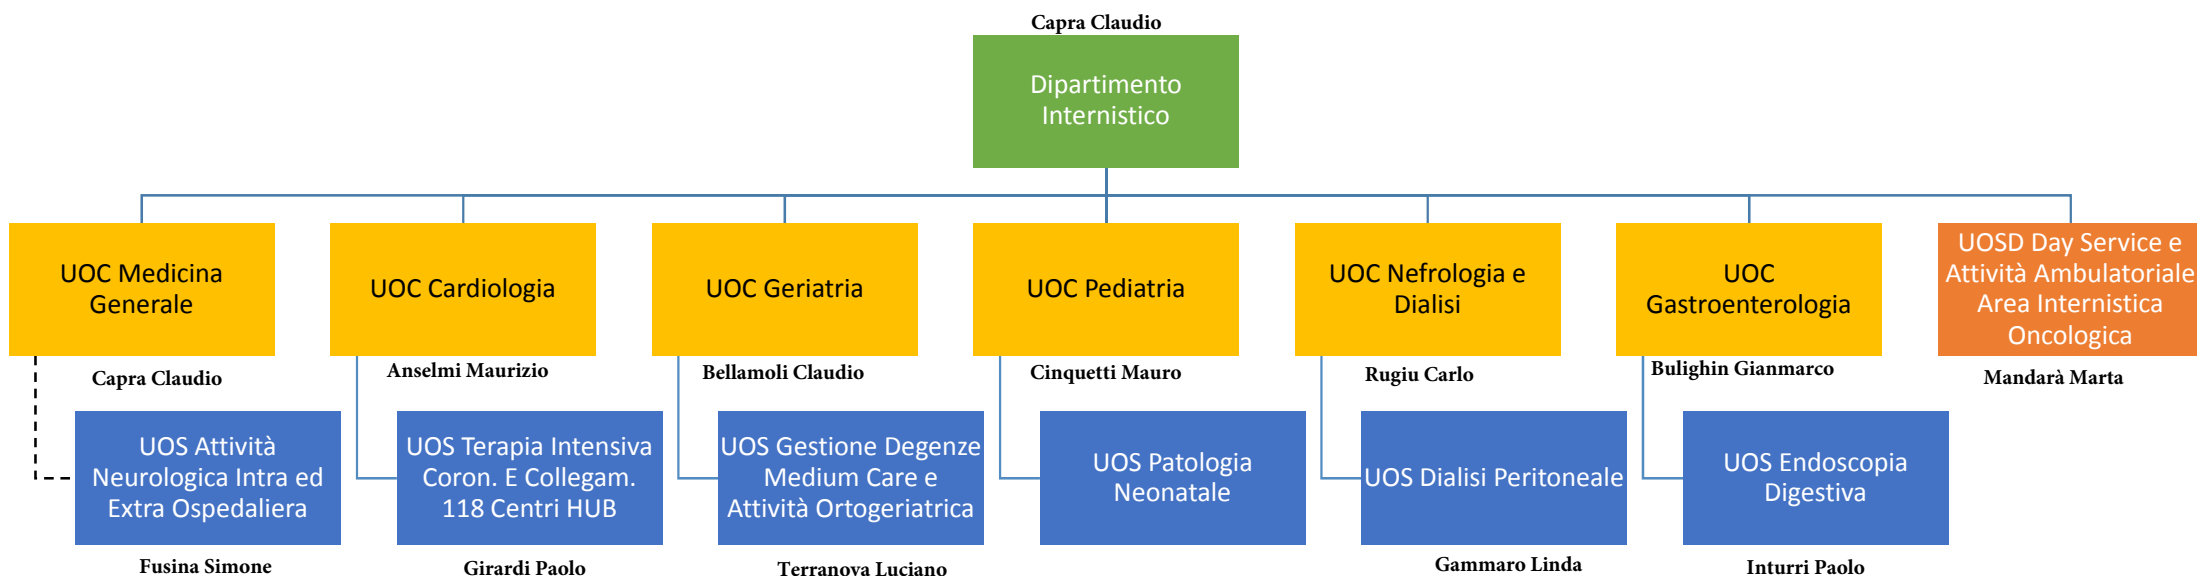 Capra Claudio
Dipartimento
Internistico
UOC Medicina
Generale
UOC Cardiologia
UOC Geriatria
UOC Pediatria
UOC Nefrologia e
Dialisi
UOC
Gastroenterologia
UOSD Day Service e
Attività Ambulatoriale
Area Internistica
Oncologica
Capra Claudio
Anselmi Maurizio
Bellamoli Claudio
Cinquetti Mauro
Rugiu Carlo
Bulighin Gianmarco
Mandarà Marta
UOS Attività
Neurologica Intra ed
Extra Ospedaliera
UOS Terapia Intensiva
Coron. E Collegam.
118 Centri HUB
UOS Gestione Degenze
Medium Care e
Attività Ortogeriatrica
UOS Patologia
Neonatale
UOS Dialisi Peritoneale
UOS Endoscopia
Digestiva
Fusina Simone
Girardi Paolo
Terranova Luciano
Gammaro Linda
Inturri Paolo